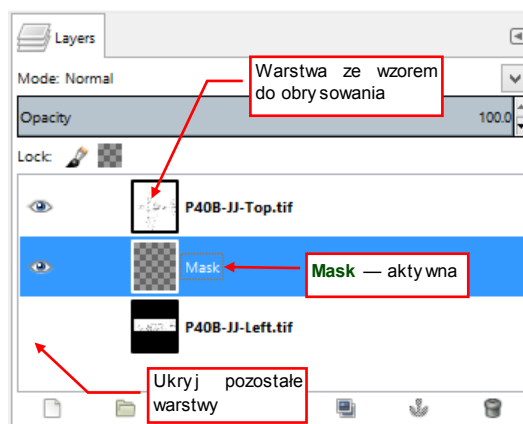 Layers
Mode: Normal
Warstwa ze wzorem
do obrysowania
Opacity 100.0
Lock:
P40B-JJ-Top.tif
Mask
Mask — aktywna
P40B-JJ-Left.tif
Ukryj pozostałe
warstwy